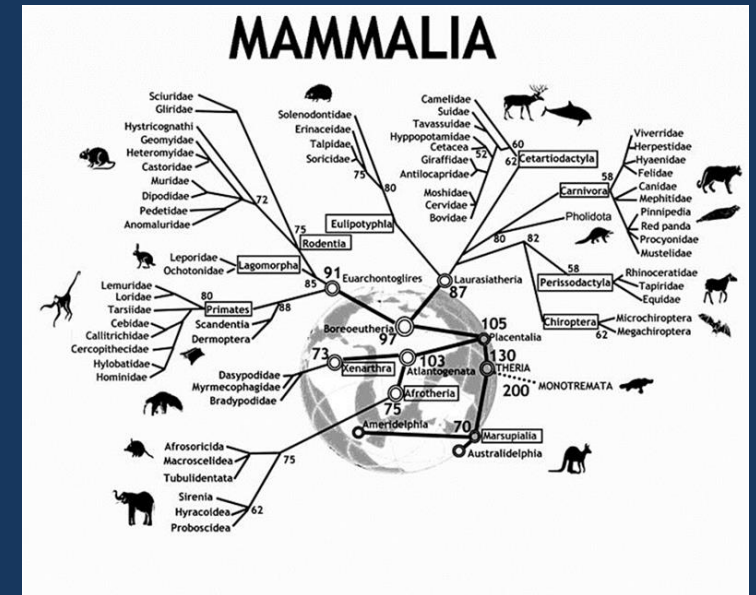 MAMMALIA
Sciuridae
Gliridae
Hystricognathi
Geomyidae
Heteromyidae
Castoridae
Muridae
Dipodidae
Pedetidae
Anomaluridae
72
75
Rodentia
Solenodontidae
Erinaceidae
Talpidae
Soricidae
75
80
Eulipotyphla
Camelidae
Suidae
Tavassuidae
Hyppopotamidae
Cetacea
Giraffidae
Antilocapridae
Moshidae
Cervidae
Bovidae
52
60
62
Cetartiodactyla
Viverridae
Herpestidae
Hyaenidae
Felidae
Canidae
Mephitidae
Pinnipedia
Red panda
Procyonidae
Mustelidae
58
Carnivora
Pholidota
80
82
58
Perissodactyla
Rhinoceratidae
Tapiridae
Equidae
Chiroptera
62
Microchiroptera
Megachiroptera
Leporidae
Ochotonidae
Lagomorpha
91
Euarchontoglires
85
Laurasiatheria
87
Lemuridae
Loridae
Tarsiidae
Cebidae
Callitrichidae
Cercopithecidae
Hylobatidae
Hominidae
80
Primates
88
Scandentia
Dermoptera
Boreoeutheria
97
105
Placentalia
73
Xenarthra
103
Atlantogenata
130
THERIA
200
MONOTREMATA
Dasypodidae
Myrmecophagidae
Bradypodidae
Afrotheria
75
Ameridelphia
70
Marsupialia
Australidelphia
Afrosoricida
Macroscelidea
Tubulidentata
75
Sirenia
Hyracoidea
Proboscidea
62